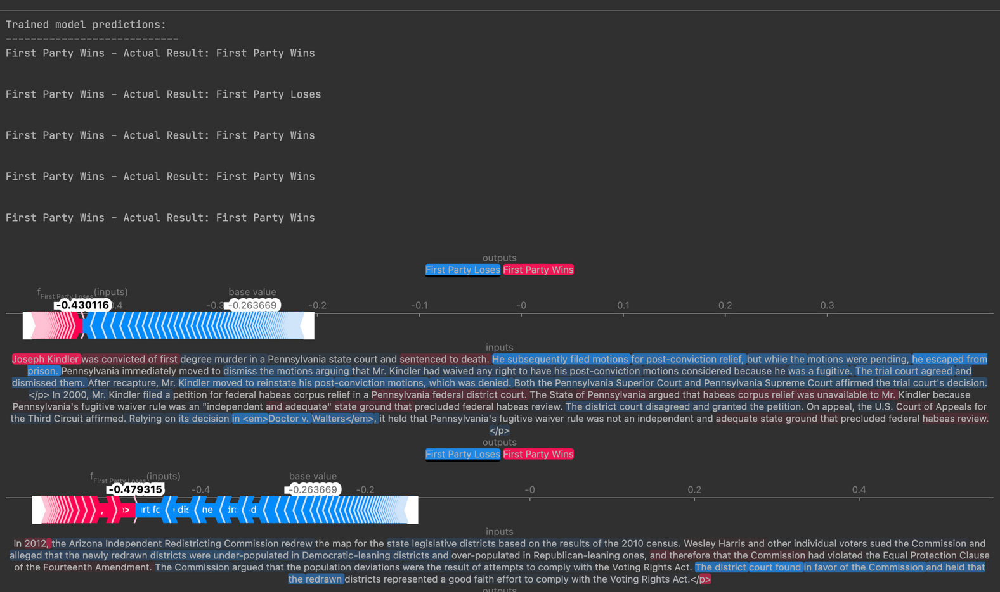 Trained model predictions:
----------------------------
First Party Wins – Actual Result: First Party Wins
First Party Wins – Actual Result: First Party Loses
First Party Wins – Actual Result: First Party Wins
First Party Wins – Actual Result: First Party Wins
First Party Wins – Actual Result: First Party Wins
outputs
First Party Loses First Party Wins
fFirst Party Loses(inputs) base value
-0.430116 -0.3 -0.263669 -0.2 -0.1 -0 0.1 0.2 0.3
inputs
Joseph Kindler was convicted of first degree murder in a Pennsylvania state court and sentenced to death. He subsequently filed motions for post-conviction relief, but while the motions were pending, he escaped from
prison. Pennsylvania immediately moved to dismiss the motions arguing that Mr. Kindler had waived any right to have his post-conviction motions considered because he was a fugitive. The trial court agreed and
dismissed them. After recapture, Mr. Kindler moved to reinstate his post-conviction motions, which was denied. Both the Pennsylvania Superior Court and Pennsylvania Supreme Court affirmed the trial court's decision.
</p> In 2000, Mr. Kindler filed a petition for federal habeas corpus relief in a Pennsylvania federal district court. The State of Pennsylvania argued that habeas corpus relief was unavailable to Mr. Kindler because
Pennsylvania's fugitive waiver rule was an "independent and adequate" state ground that precluded federal habeas review. The district court disagreed and granted the petition. On appeal, the U.S. Court of Appeals for
the Third Circuit affirmed. Relying on its decision in <em>Doctor v. Walters</em>, it held that Pennsylvania's fugitive waiver rule was not an independent and adequate state ground that precluded federal habeas review.
</p>
outputs
First Party Loses First Party Wins
fFirst Party Loses(inputs) base value
-0.479315 -0.4 -0.263669 -0.2 -0 0.2 0.4
inputs
In 2012, the Arizona Independent Redistricting Commission redrew the map for the state legislative districts based on the results of the 2010 census. Wesley Harris and other individual voters sued the Commission and
alleged that the newly redrawn districts were under-populated in Democratic-leaning districts and over-populated in Republican-leaning ones, and therefore that the Commission had violated the Equal Protection Clause
of the Fourteenth Amendment. The Commission argued that the population deviations were the result of attempts to comply with the Voting Rights Act. The district court found in favor of the Commission and held that
the redrawn districts represented a good faith effort to comply with the Voting Rights Act.</p>
outputs